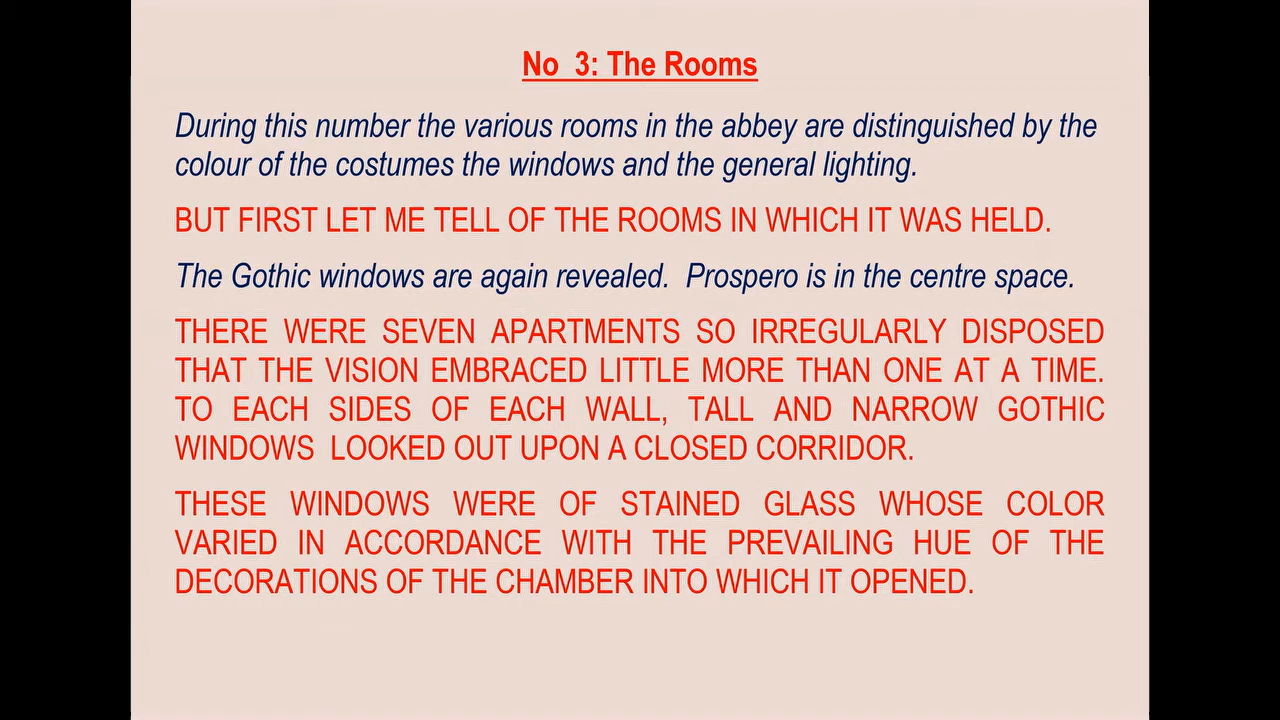 No  3: The Rooms
During this number the various rooms in the abbey are distinguished by the
colour of the costumes the windows and the general lighting.
BUT FIRST LET ME TELL OF THE ROOMS IN WHICH IT WAS HELD.
The Gothic windows are again revealed.  Prospero is in the centre space.
THERE WERE SEVEN APARTMENTS SO IRREGULARLY DISPOSED
THAT THE VISION EMBRACED LITTLE MORE THAN ONE AT A TIME.
TO EACH SIDES OF EACH WALL, TALL AND NARROW GOTHIC
WINDOWS  LOOKED OUT UPON A CLOSED CORRIDOR.
THESE WINDOWS WERE OF STAINED GLASS WHOSE COLOR
VARIED IN ACCORDANCE WITH THE PREVAILING HUE OF THE
DECORATIONS OF THE CHAMBER INTO WHICH IT OPENED.